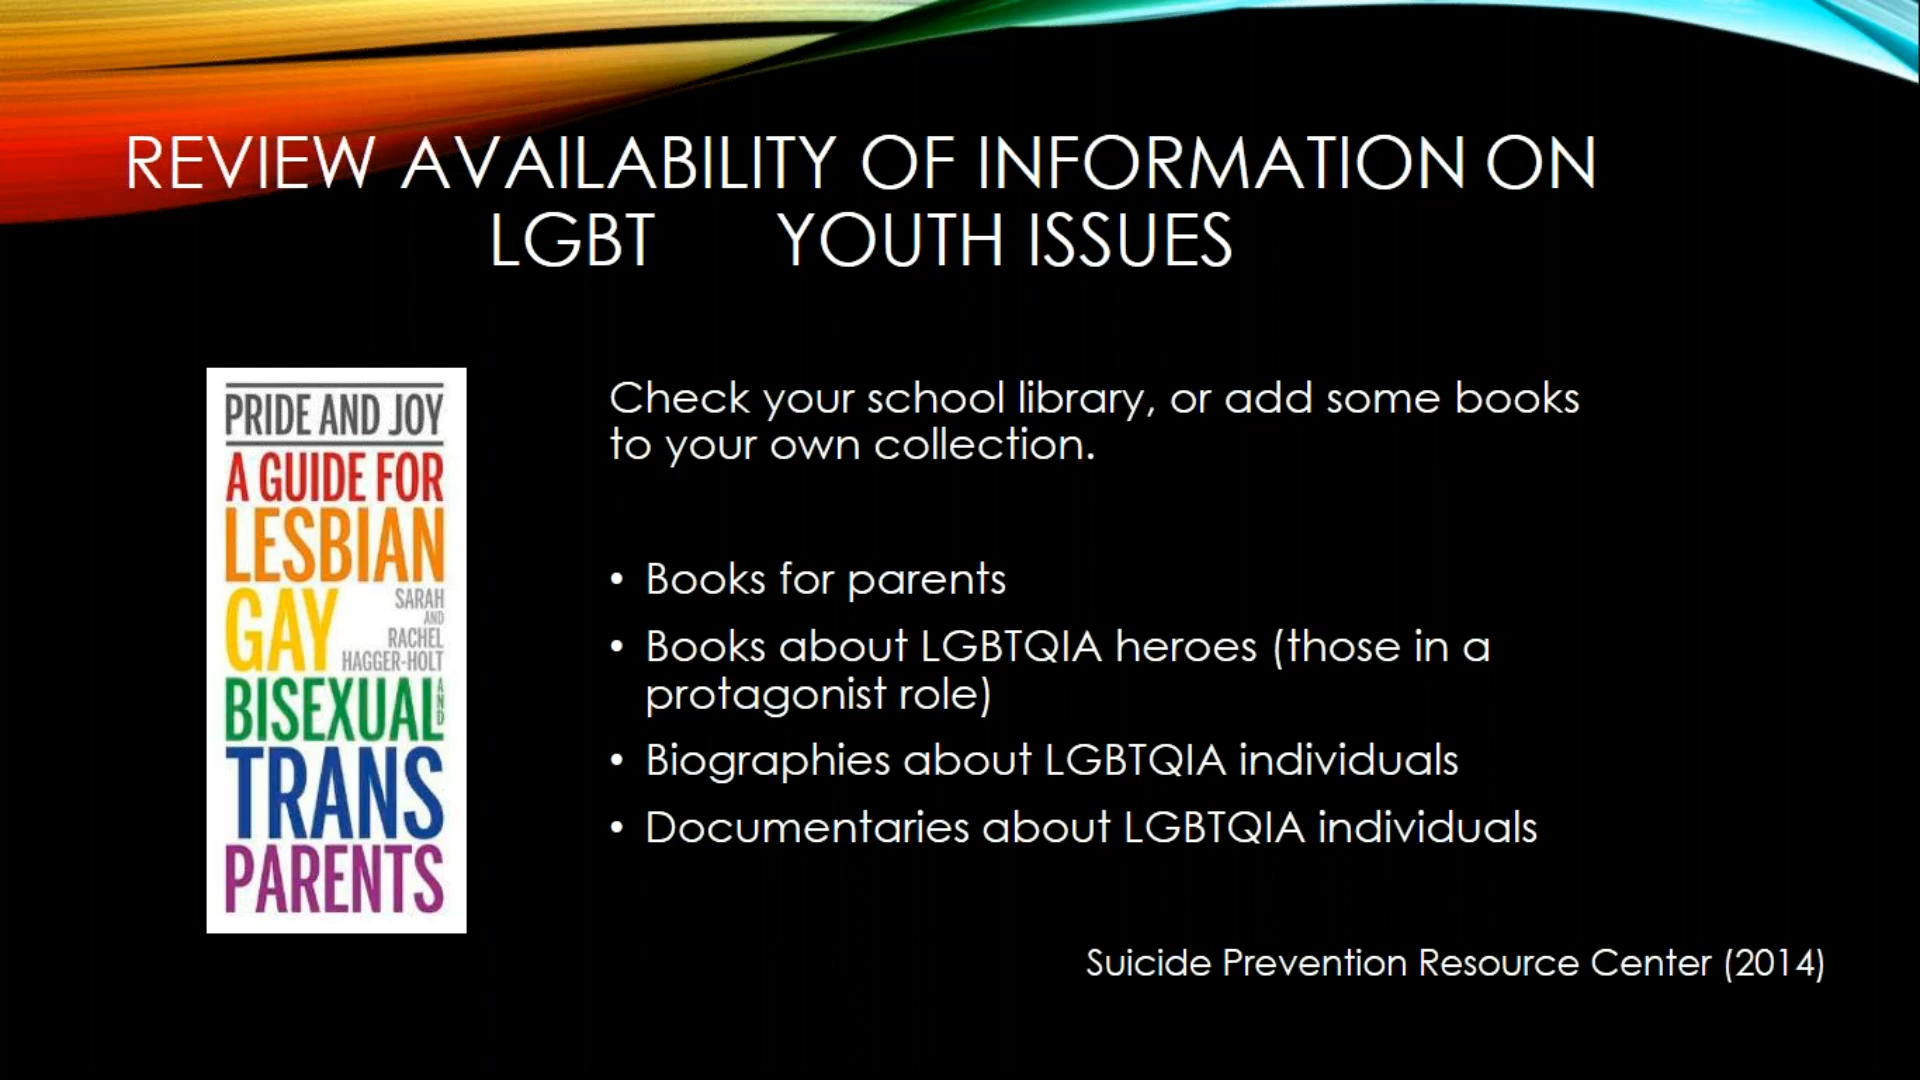 REVIEW AVAILABILITY OF INFORMATION ON
LGBT YOUTH ISSUES
PRIDE AND JOY
A GUIDE FOR
LESBIAN
GAY
SARAH
AND
RACHEL
HAGGER-HOLT
BISEXUAL AND
TRANS
PARENTS
Check your school library, or add some books
to your own collection.
• Books for parents
• Books about LGBTQIA heroes (those in a
protagonist role)
• Biographies about LGBTQIA individuals
• Documentaries about LGBTQIA individuals
Suicide Prevention Resource Center (2014)